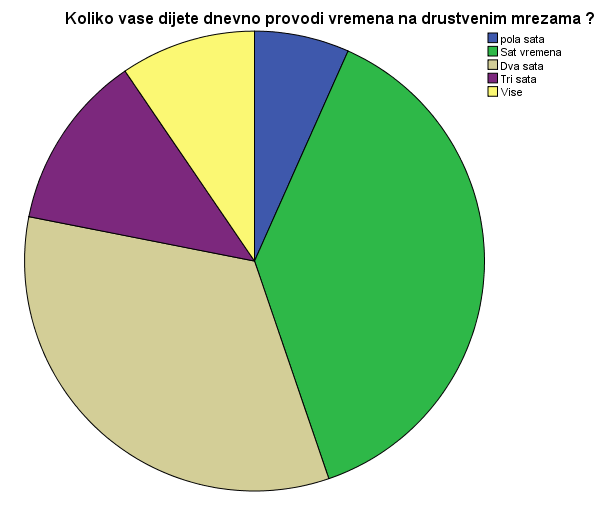 Koliko vase dijete dnevno provodi vremena na drustvenim mrezama ?
pola sata
Sat vremena
Dva sata
Tri sata
Vise